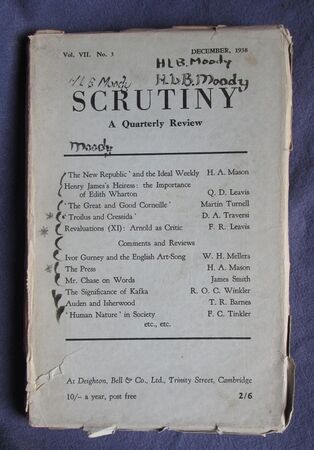 Vol. VII. No. 3 DECEMBER, 1938
HLB. Moody
HLB Moody H.L.B. Moody
SCRUTINY
A Quarterly Review
Moody
'The New Republic' and the Ideal Weekly H. A. Mason
Henry James's Heiress: the Importance
of Edith Wharton Q. D. Leavis
'The Great and Good Corneille' Martin Turnell
'Troilus and Cressida' D. A. Traversi
Revaluations (XI): Arnold as Critic F. R. Leavis
Comments and Reviews
Ivor Gurney and the English Art-Song W. H. Mellers
The Press H. A. Mason
Mr. Chase on Words James Smith
The Significance of Kafka R. O. C. Winkler
Auden and Isherwood T. R. Barnes
'Human Nature' in Society F. C. Tinkler
etc., etc.
At Deighton, Bell & Co., Ltd., Trinity Street, Cambridge
10/- a year, post free 2/6